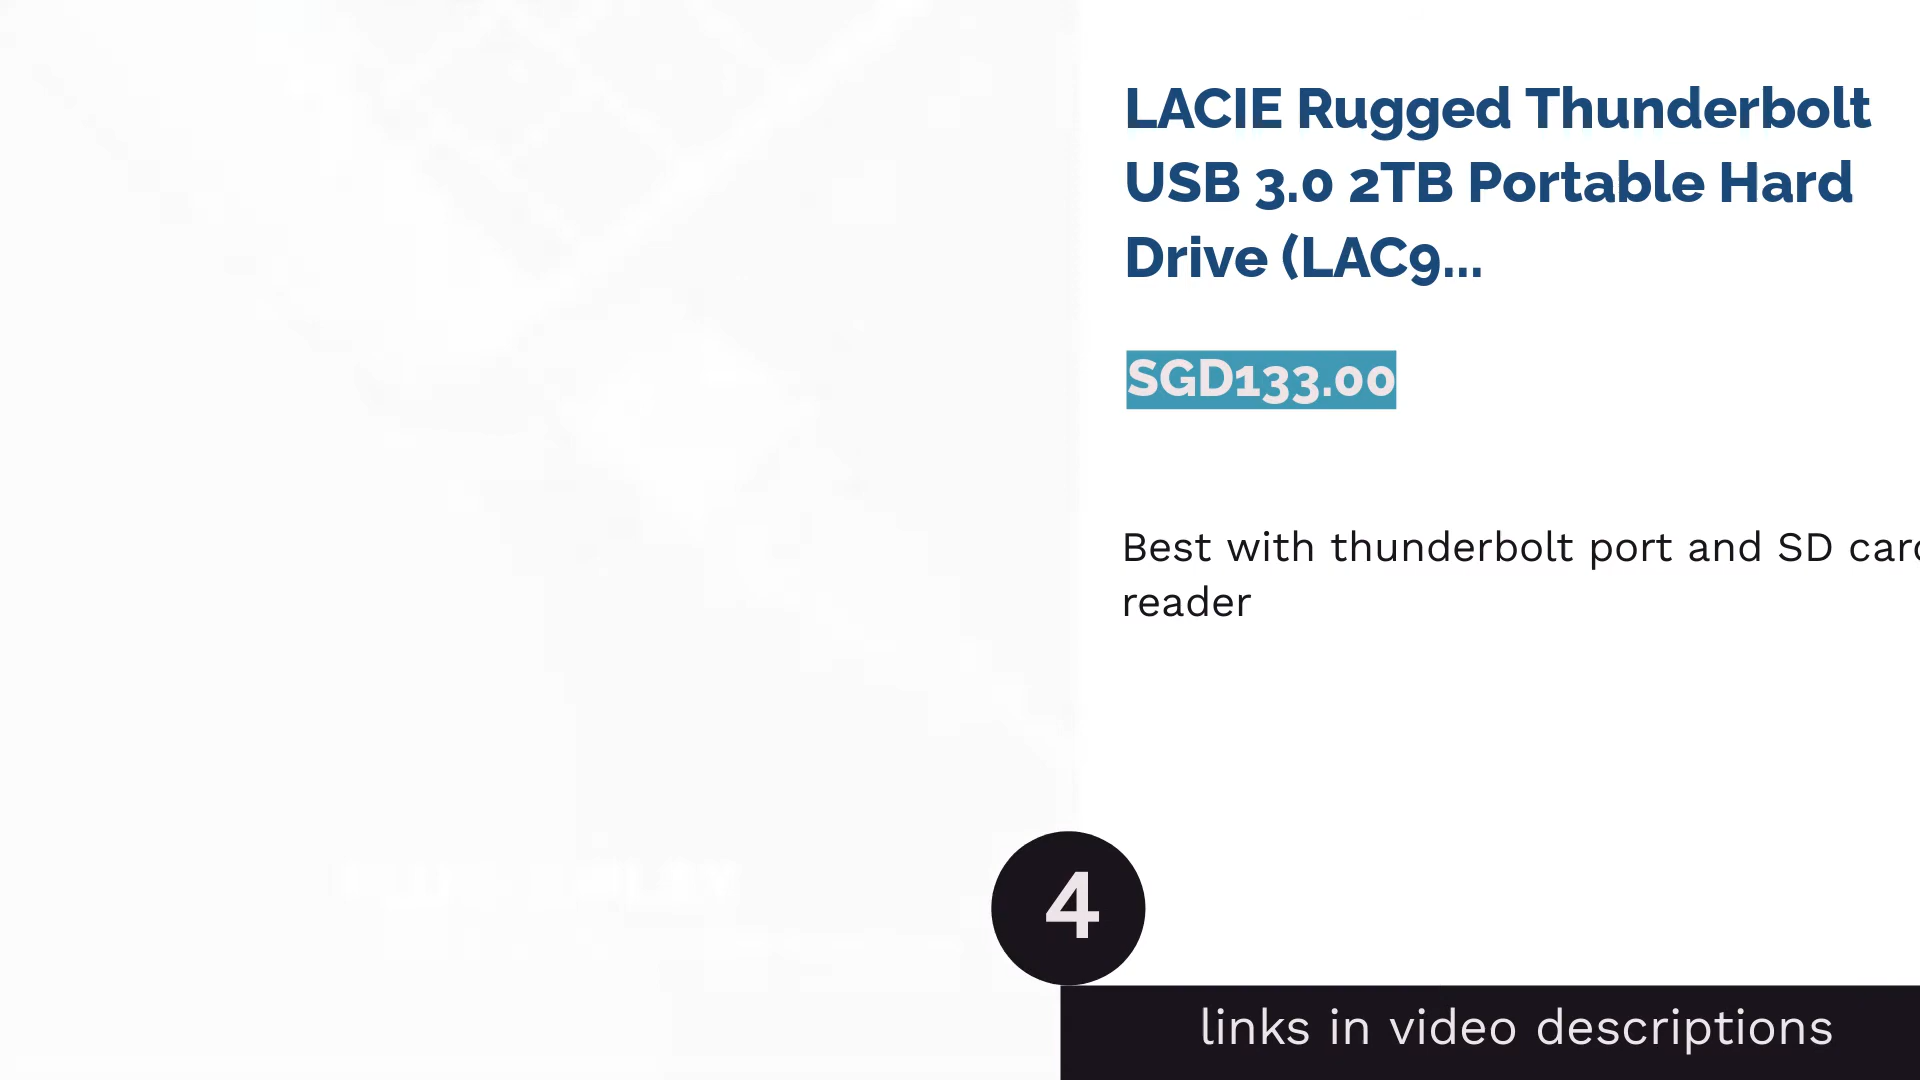 LACIE Rugged Thunderbolt
USB 3.0 2TB Portable Hard
Drive (LAC9...
SGD133.00
Best with thunderbolt port and SD card
reader
4
links in video descriptions